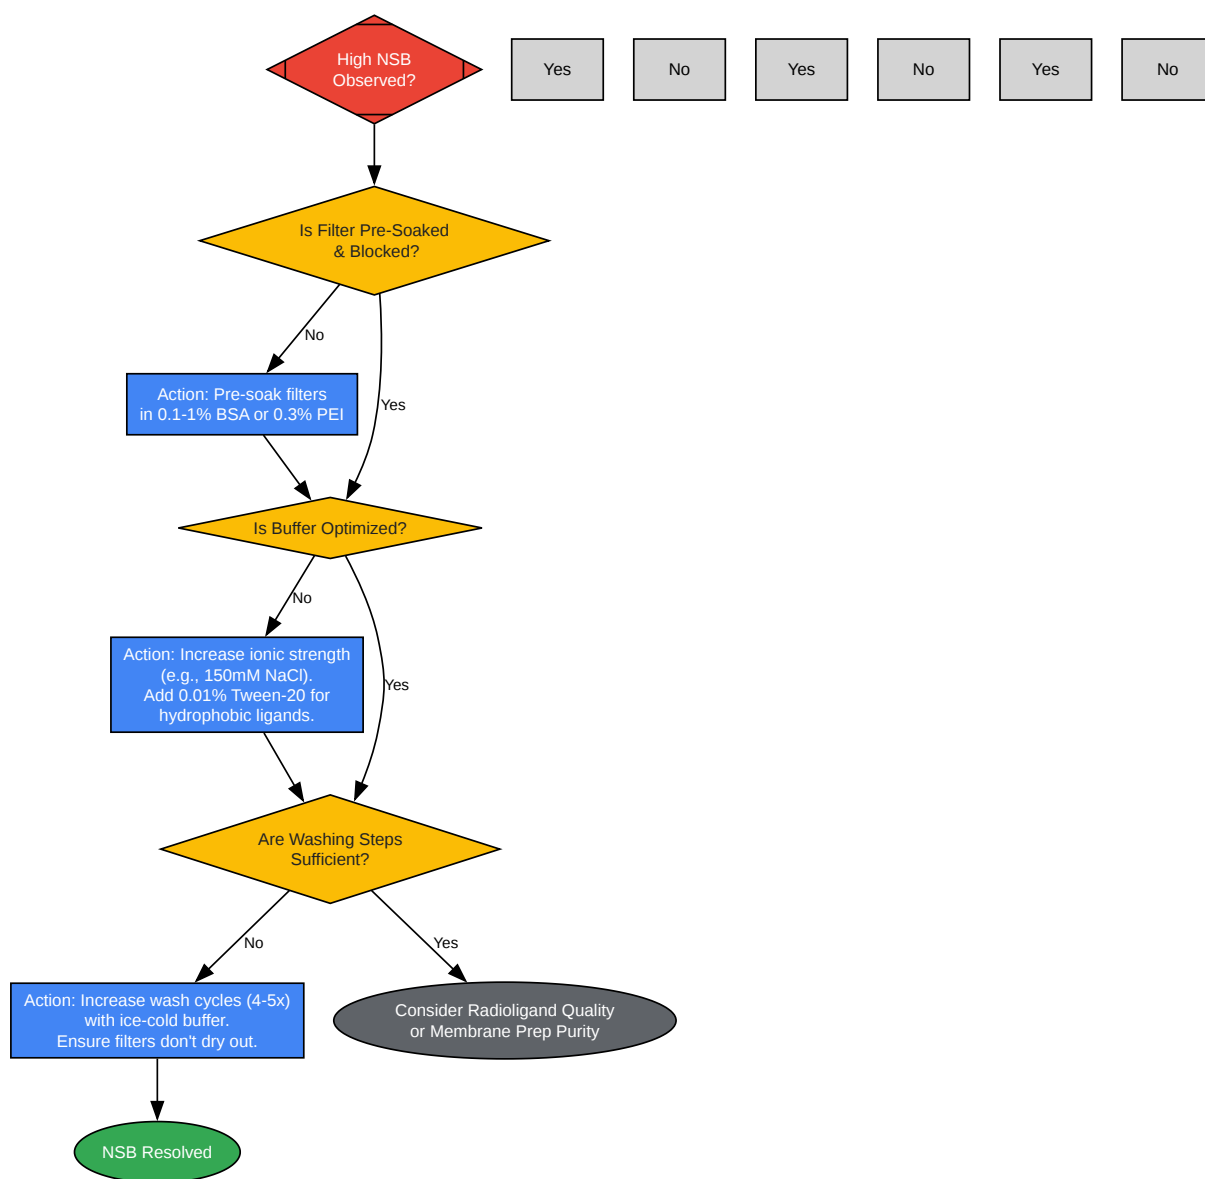 High NSB
Observed?
Yes
No
Yes
No
Yes
No
Is Filter Pre-Soaked
& Blocked?
No
Action: Pre-soak filters
in 0.1-1% BSA or 0.3% PEI
Yes
Is Buffer Optimized?
No
Action: Increase ionic strength
(e.g., 150mM NaCl).
Add 0.01% Tween-20 for
hydrophobic ligands.
Yes
Are Washing Steps
Sufficient?
No
Yes
Action: Increase wash cycles (4-5x)
with ice-cold buffer.
Ensure filters don't dry out.
Consider Radioligand Quality
or Membrane Prep Purity
NSB Resolved